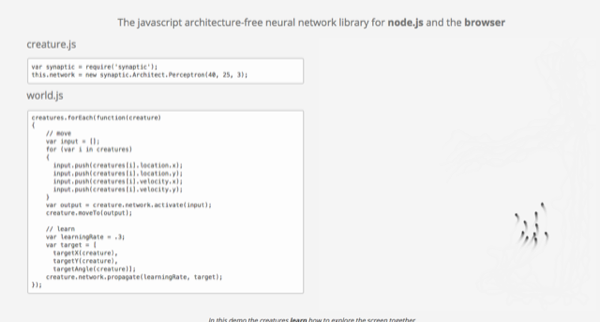 The javascript architecture-free neural network library for node.js and the browser
creature.js
var synaptic = require('synaptic');
this.network = new synaptic.Architect.Perceptron(40, 25, 3);
world.js
creatures.forEach(function(creature)
{
// move
var input = [];
for (var i in creatures)
{
input.push(creatures[i].location.x);
input.push(creatures[i].location.y);
input.push(creatures[i].velocity.x);
input.push(creatures[i].velocity.y);
}
var output = creature.network.activate(input);
creature.moveTo(output);
// learn
var learningRate = .3;
var target = [
targetX(creature),
targetY(creature),
targetAngle(creature)];
creature.network.propagate(learningRate, target);
});
In this demo the creatures learn how to explore the screen together